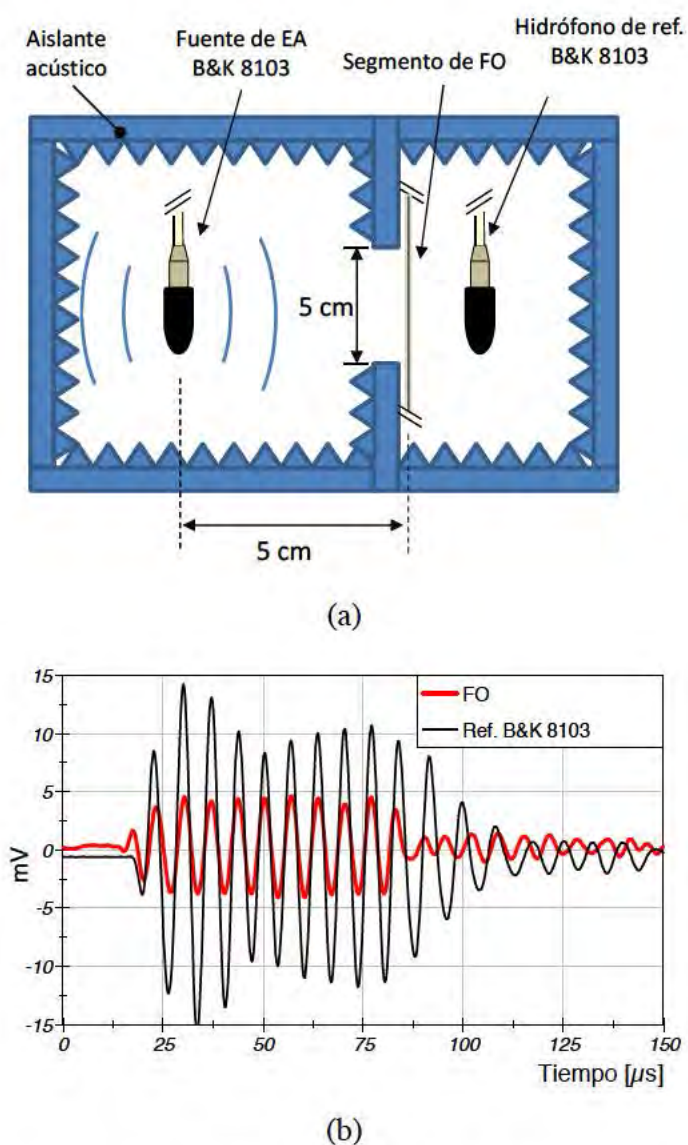 Aislante
acústico
Fuente de EA
B&K 8103
Segmento de FO
Hidrófono de ref.
B&K 8103
5 cm
5 cm
(a)
15
10
5
0
-5
-10
-15
mV
FO
Ref. B&K 8103
0
25
50
75
100
125
150
Tiempo [µs]
(b)